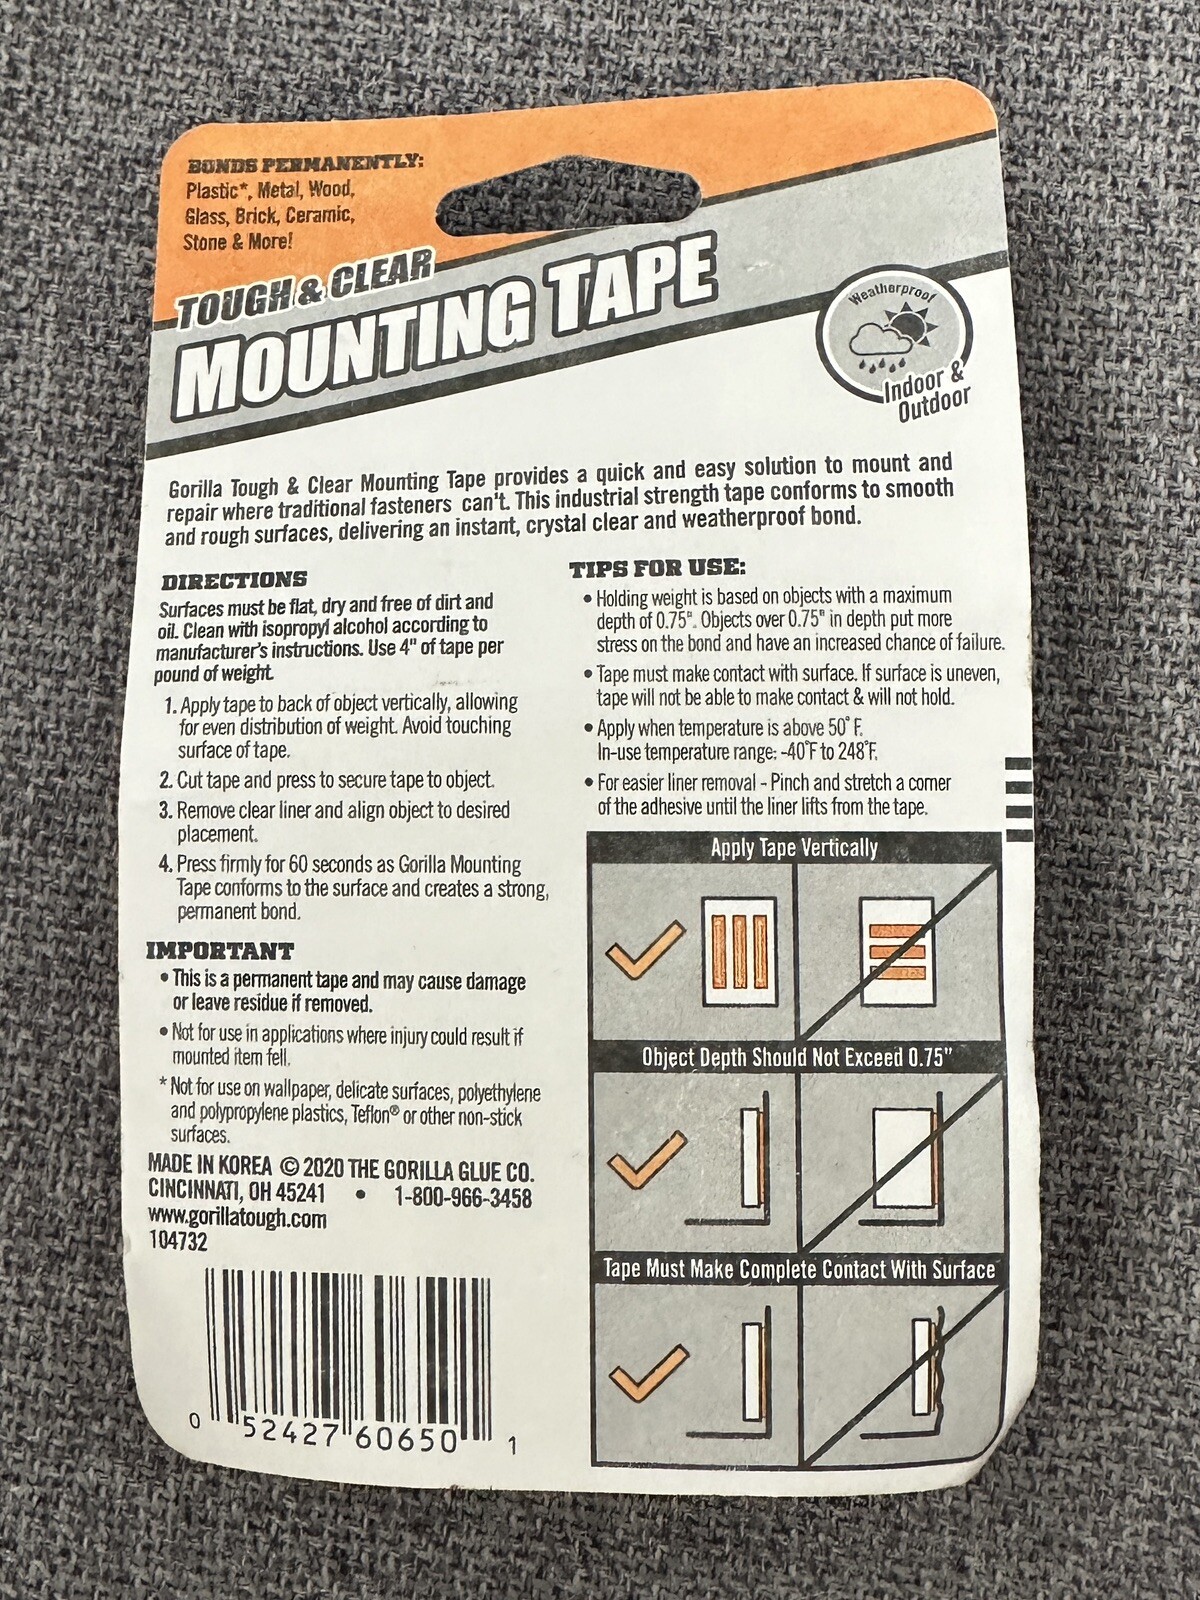 BONDS PERMANENTLY:
Plastic*, Metal, Wood,
Glass, Brick, Ceramic,
Stone & More!
TOUGH & CLEAR
MOUNTING TAPE
Weatherproof
Indoor &
Outdoor
Gorilla Tough & Clear Mounting Tape provides a quick and easy solution to mount and
repair where traditional fasteners can't. This industrial strength tape conforms to smooth
and rough surfaces, delivering an instant, crystal clear and weatherproof bond.
DIRECTIONS
Surfaces must be flat, dry and free of dirt and
oil. Clean with isopropyl alcohol according to
manufacturer's instructions. Use 4" of tape per
pound of weight.
1. Apply tape to back of object vertically, allowing
for even distribution of weight. Avoid touching
surface of tape.
2. Cut tape and press to secure tape to object.
3. Remove clear liner and align object to desired
placement.
4. Press firmly for 60 seconds as Gorilla Mounting
Tape conforms to the surface and creates a strong,
permanent bond.
IMPORTANT
• This is a permanent tape and may cause damage
or leave residue if removed.
• Not for use in applications where injury could result if
mounted item fell.
* Not for use on wallpaper, delicate surfaces, polyethylene
and polypropylene plastics, Teflon® or other non-stick
surfaces.
MADE IN KOREA © 2020 THE GORILLA GLUE CO.
CINCINNATI, OH 45241 • 1-800-966-3458
www.gorillatough.com
104732
0 52427 60650 1
TIPS FOR USE:
• Holding weight is based on objects with a maximum
depth of 0.75". Objects over 0.75" in depth put more
stress on the bond and have an increased chance of failure.
• Tape must make contact with surface. If surface is uneven,
tape will not be able to make contact & will not hold.
• Apply when temperature is above 50°F.
In-use temperature range: -40°F to 248°F.
• For easier liner removal - Pinch and stretch a corner
of the adhesive until the liner lifts from the tape.
Apply Tape Vertically
Object Depth Should Not Exceed 0.75"
Tape Must Make Complete Contact With Surface